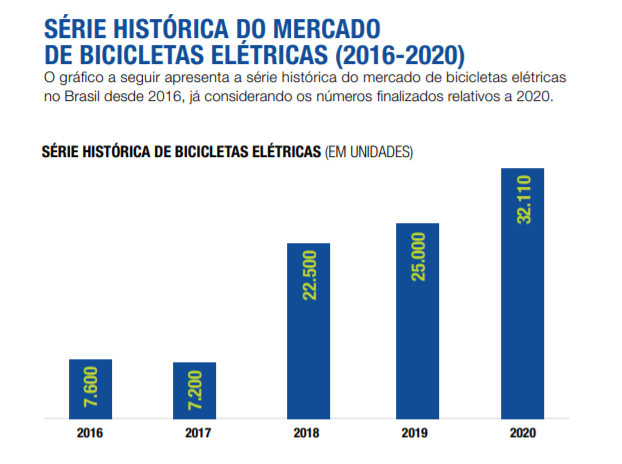 SÉRIE HISTÓRICA DO MERCADO
DE BICICLETAS ELÉTRICAS (2016-2020)
O gráfico a seguir apresenta a série histórica do mercado de bicicletas elétricas
no Brasil desde 2016, já considerando os números finalizados relativos a 2020.
SÉRIE HISTÓRICA DE BICICLETAS ELÉTRICAS (EM UNIDADES)
7.600
7.200
22.500
25.000
32.110
2016
2017
2018
2019
2020